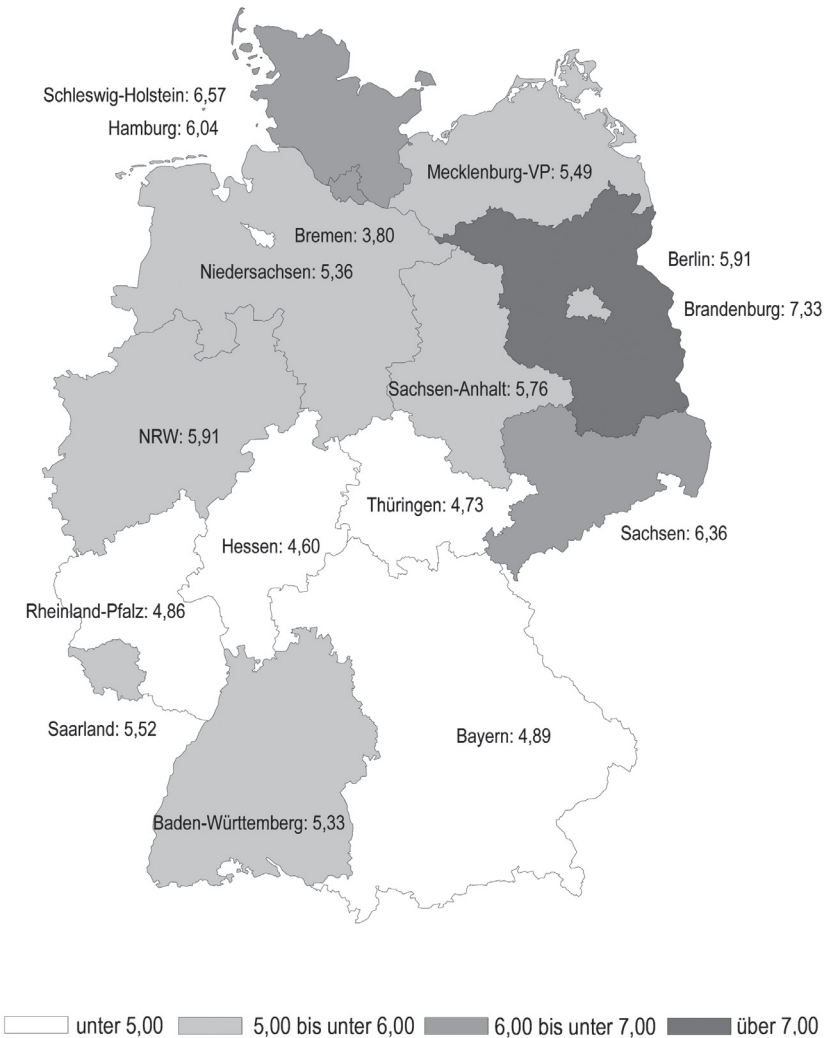 Schleswig-Holstein: 6,57
Hamburg: 6,04
Mecklenburg-VP: 5,49
Bremen: 3,80
Niedersachsen: 5,36
Berlin: 5,91
Brandenburg: 7,33
Sachsen-Anhalt: 5,76
NRW: 5,91
Thüringen: 4,73
Sachsen: 6,36
Hessen: 4,60
Rheinland-Pfalz: 4,86
Saarland: 5,52
Bayern: 4,89
Baden-Württemberg: 5,33
unter 5,00
5,00 bis unter 6,00
6,00 bis unter 7,00
über 7,00